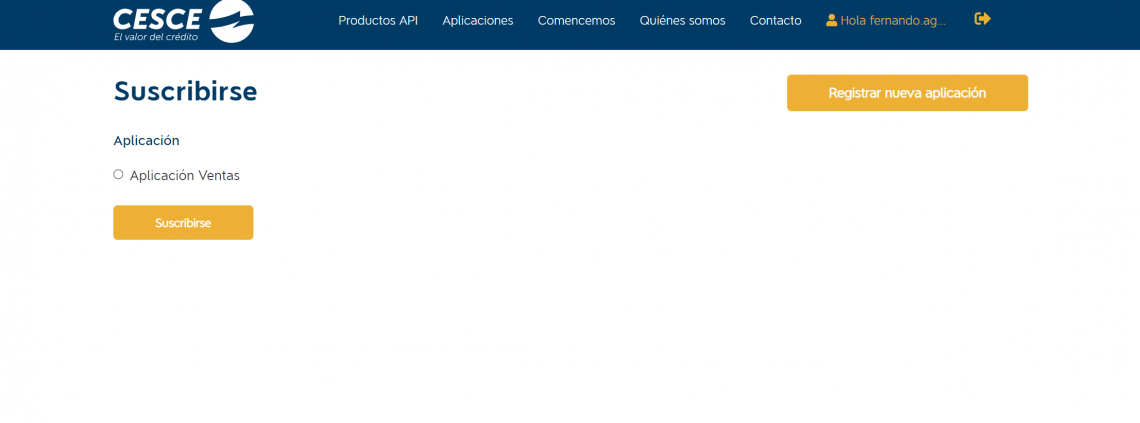 CESCE
El valor del crédito
Productos API
Aplicaciones
Comencemos
Quiénes somos
Contacto
Hola fernando.ag...
Suscribirse
Registrar nueva aplicación
Aplicación
Aplicación Ventas
Suscribirse